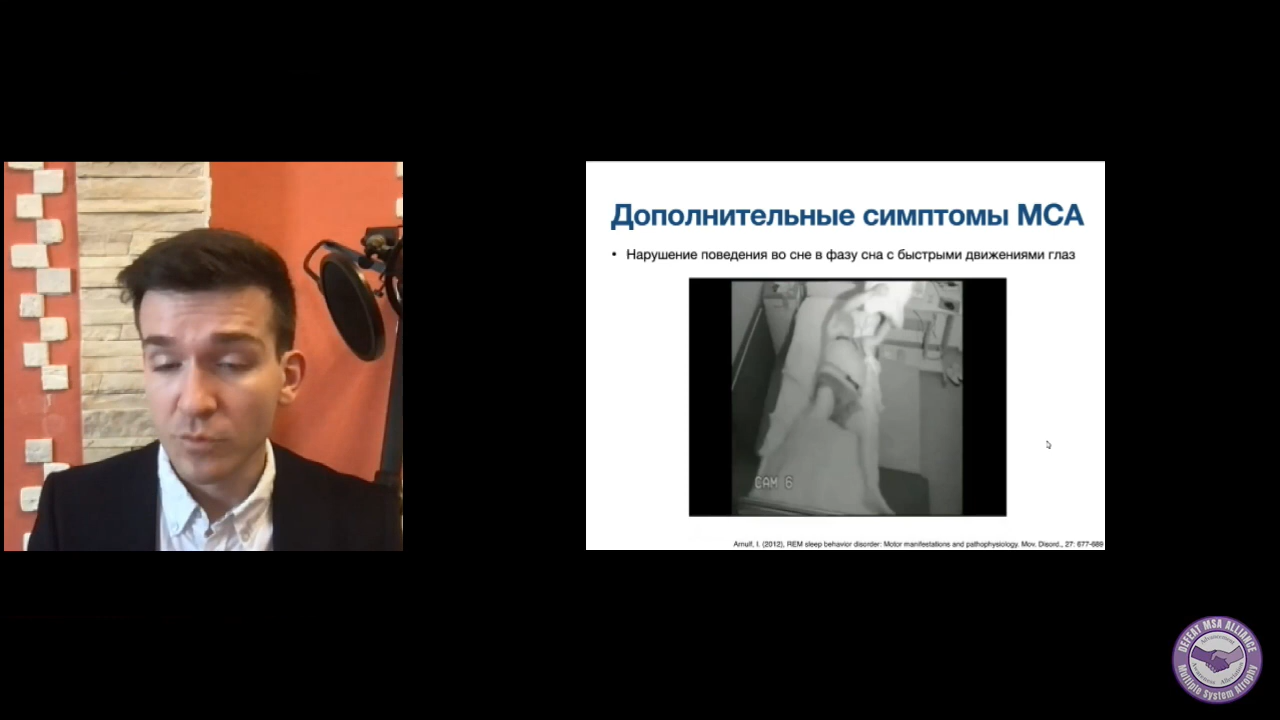 Дополнительные симптомы МСА
• Нарушение поведения во сне в фазу сна с быстрыми движениями глаз
CAM 6
Arnulf, I. (2012), REM sleep behavior disorder: Motor manifestations and pathophysiology. Mov. Disord., 27: 677-689
DEFEAT MSA ALLIANCE
Multiple System Atrophy